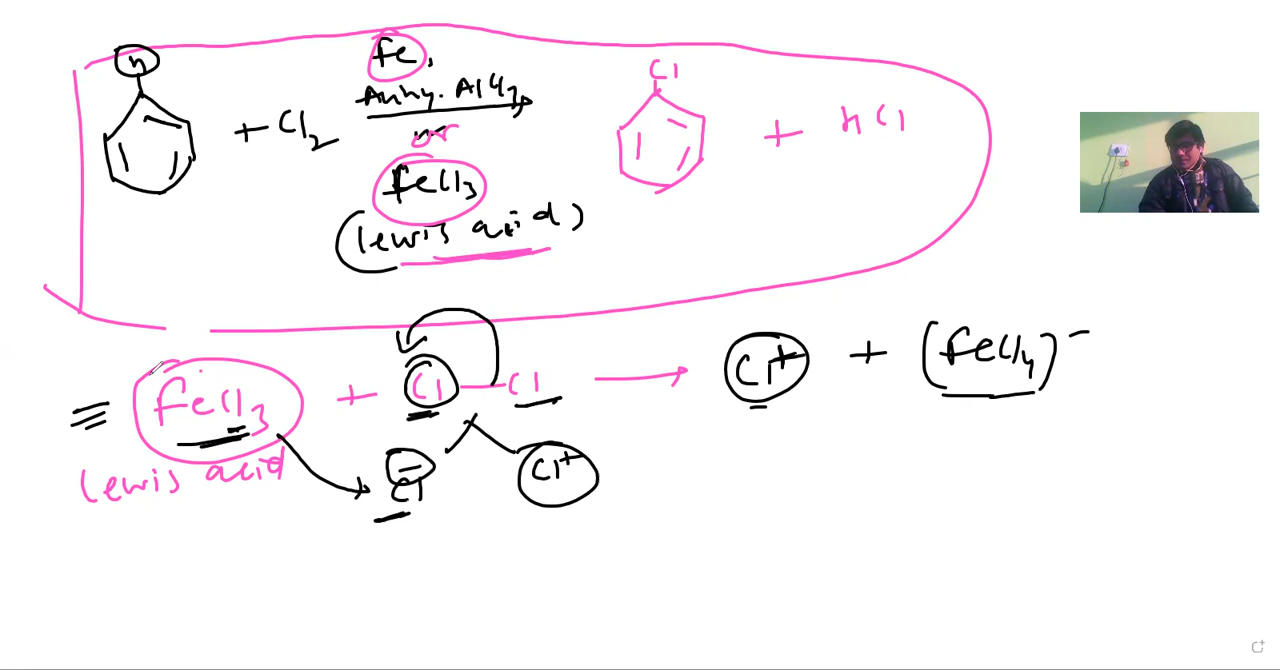 H
Fe,
Anhy. AlCl3
+ Cl2
or
FeCl3
(Lewis acid)
Cl
+ HCl
FeCl3 + Cl—Cl → Cl+ + (FeCl4)−
Lewis acid
−
Cl
Cl+